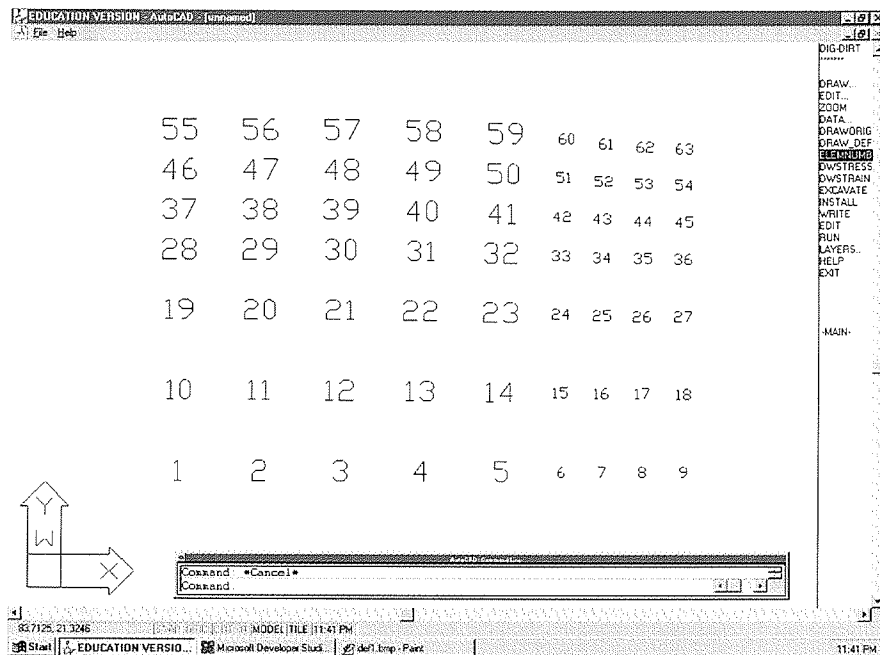 EDUCATION VERSION - AutoCAD - [unnamed]
File Help
DIG-DIRT
*******
DRAW...
EDIT...
ZOOM
DATA...
DRAWORIG
DRAW_DEF
ELEMNUMB
DWSTRESS
DWSTRAIN
EXCAVATE
INSTALL
WRITE
EDIT
RUN
LAYERS...
HELP
EXIT
-MAIN-
55 56 57 58 59 60 61 62 63
46 47 48 49 50 51 52 53 54
37 38 39 40 41 42 43 44 45
28 29 30 31 32 33 34 35 36
19 20 21 22 23 24 25 26 27
10 11 12 13 14 15 16 17 18
1 2 3 4 5 6 7 8 9
Y
W
X
Command *Cancel*
Command
83.7125, 21.3246 MODEL TILE 11:41 PM
Start EDUCATION VERSIO... Microsoft Developer Studi... def1.bmp - Paint 11:41 PM